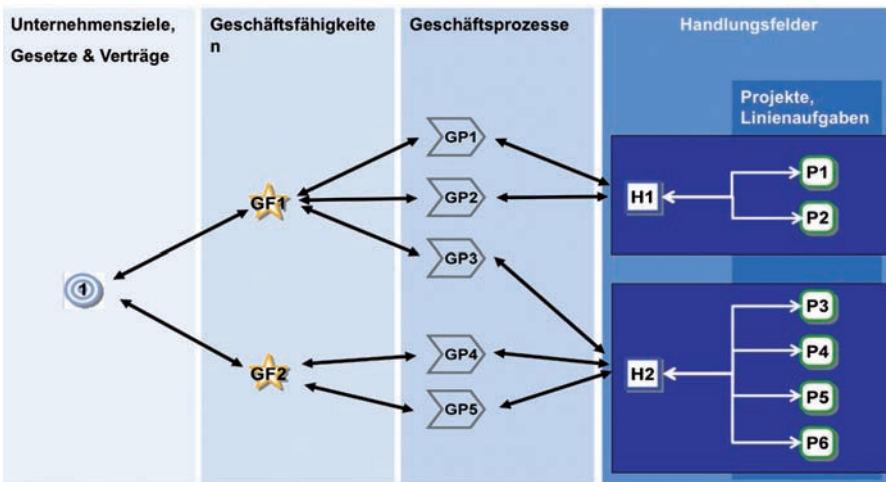 Unternehmensziele,
Gesetze & Verträge
Geschäftsfähigkeite
n
Geschäftsprozesse
Handlungsfelder
Projekte,
Linienaufgaben
1
GF1
GF2
GP1
GP2
GP3
GP4
GP5
H1
H2
P1
P2
P3
P4
P5
P6